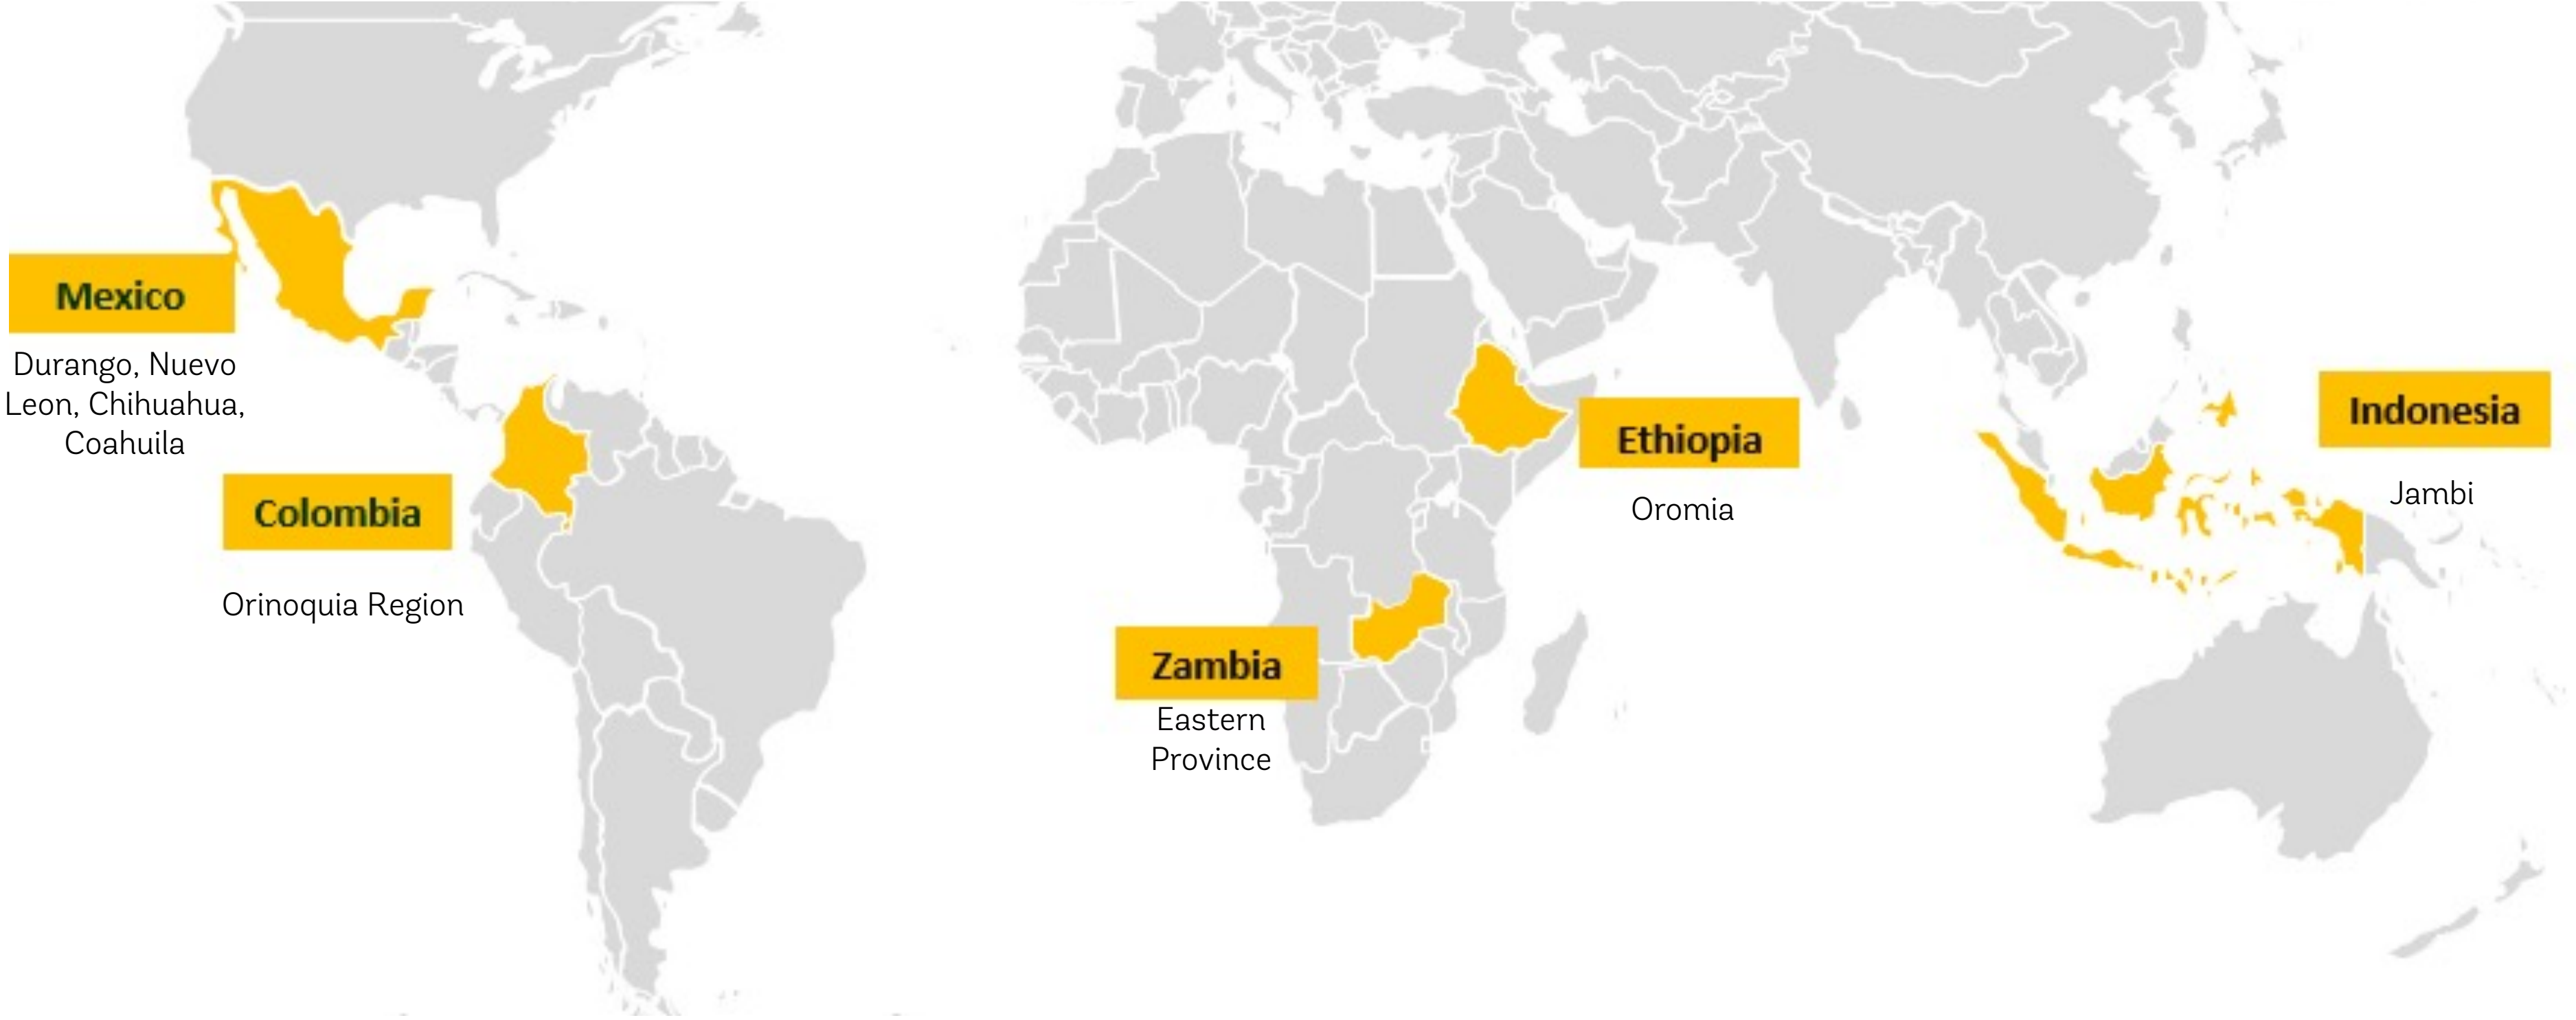 Mexico
Durango, Nuevo
Leon, Chihuahua,
Coahuila
Colombia
Orinoquia Region
Ethiopia
Oromia
Zambia
Eastern
Province
Indonesia
Jambi